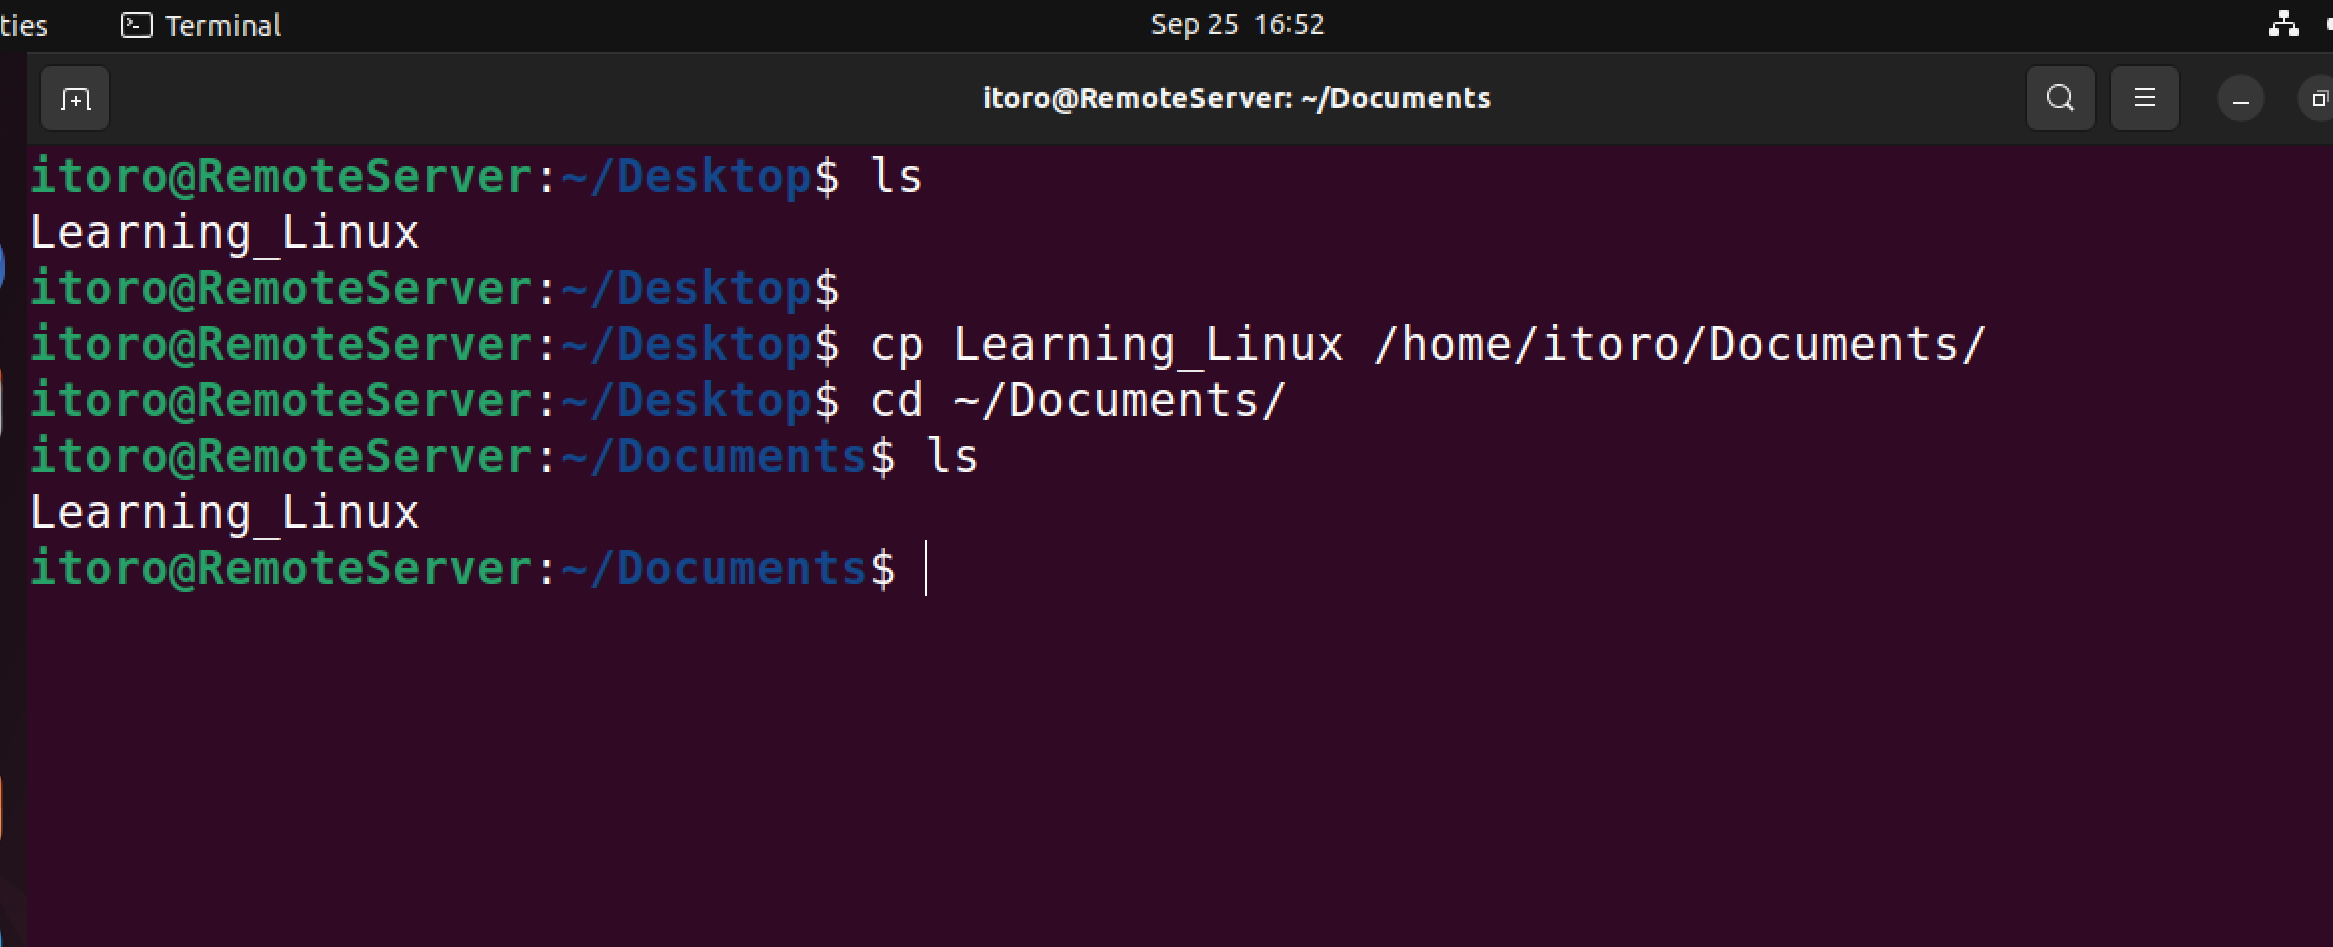 ties Terminal Sep 25 16:52
itoro@RemoteServer: ~/Documents
itoro@RemoteServer:~/Desktop$ ls
Learning_Linux
itoro@RemoteServer:~/Desktop$
itoro@RemoteServer:~/Desktop$ cp Learning_Linux /home/itoro/Documents/
itoro@RemoteServer:~/Desktop$ cd ~/Documents/
itoro@RemoteServer:~/Documents$ ls
Learning_Linux
itoro@RemoteServer:~/Documents$